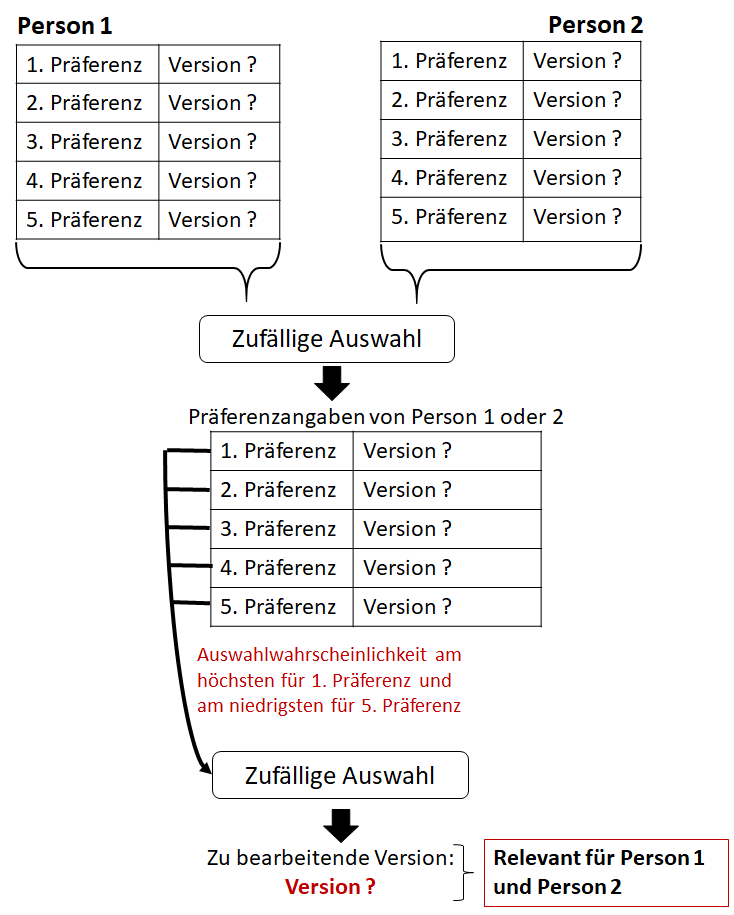 Person 1
1. Präferenz Version ?
2. Präferenz Version ?
3. Präferenz Version ?
4. Präferenz Version ?
5. Präferenz Version ?
Person 2
1. Präferenz Version ?
2. Präferenz Version ?
3. Präferenz Version ?
4. Präferenz Version ?
5. Präferenz Version ?
Zufällige Auswahl
Präferenzangaben von Person 1 oder 2
1. Präferenz Version ?
2. Präferenz Version ?
3. Präferenz Version ?
4. Präferenz Version ?
5. Präferenz Version ?
Auswahlwahrscheinlichkeit am
höchsten für 1. Präferenz und
am niedrigsten für 5. Präferenz
Zufällige Auswahl
Zu bearbeitende Version:
Version ?
Relevant für Person 1
und Person 2